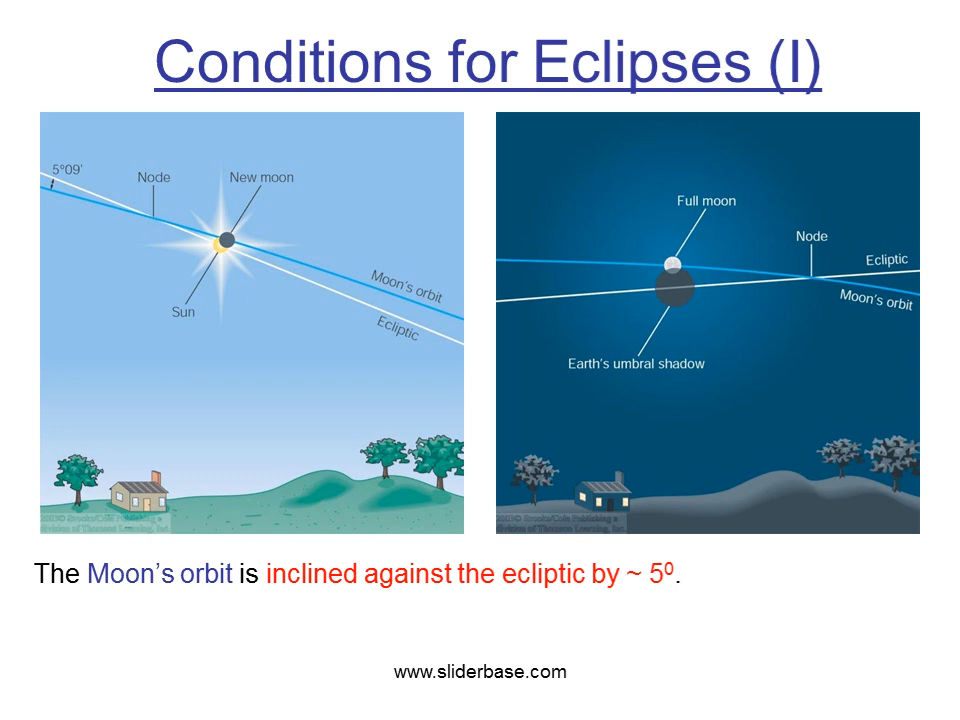 Conditions for Eclipses (I)
5°09'
Node
New moon
Sun
Moon's orbit
Ecliptic
Full moon
Node
Ecliptic
Moon's orbit
Earth's umbral shadow
The Moon’s orbit is inclined against the ecliptic by ~ 5⁰.
www.sliderbase.com